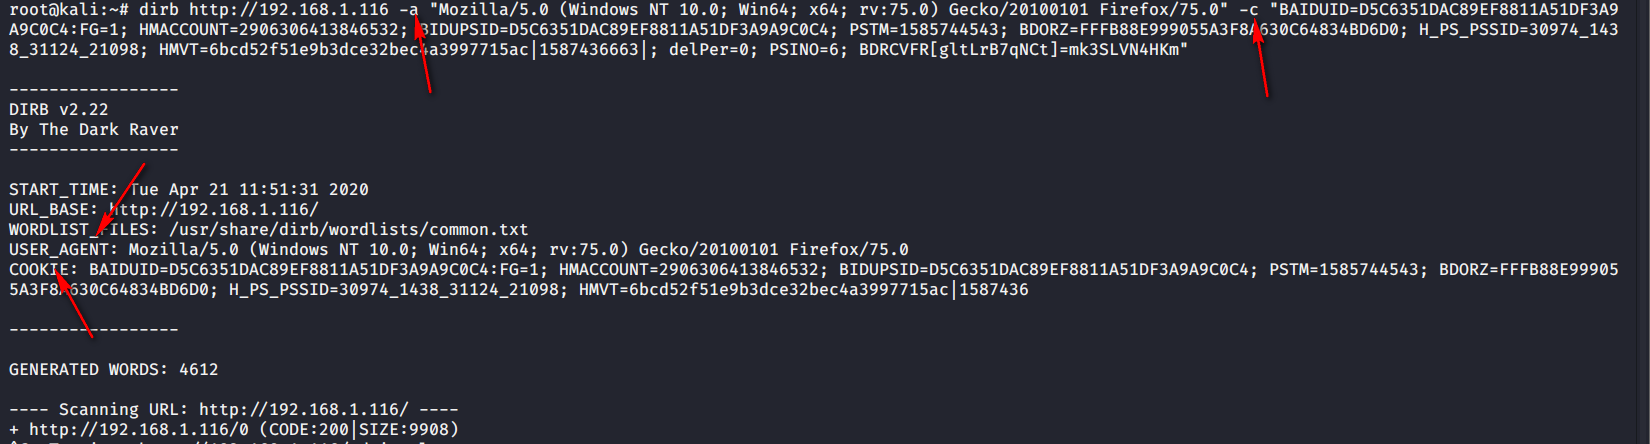 root@kali:~# dirb http://192.168.1.116 -a "Mozilla/5.0 (Windows NT 10.0; Win64; x64; rv:75.0) Gecko/20100101 Firefox/75.0" -c "BAIDUID=D5C6351DAC89EF8811A51DF3A9
A9C0C4:FG=1; HMACCOUNT=2906306413846532; BIDUPSID=D5C6351DAC89EF8811A51DF3A9A9C0C4; PSTM=1585744543; BDORZ=FFFB88E999055A3F8A630C64834BD6D0; H_PS_PSSID=30974_143
8_31124_21098; HMVT=6bcd52f51e9b3dce32bec4a3997715ac|1587436663|; delPer=0; PSINO=6; BDRCVFR[gltLrB7qNCt]=mk3SLVN4HKm"
-----------------
DIRB v2.22
By The Dark Raver
-----------------
START_TIME: Tue Apr 21 11:51:31 2020
URL_BASE: http://192.168.1.116/
WORDLIST_FILES: /usr/share/dirb/wordlists/common.txt
USER_AGENT: Mozilla/5.0 (Windows NT 10.0; Win64; x64; rv:75.0) Gecko/20100101 Firefox/75.0
COOKIE: BAIDUID=D5C6351DAC89EF8811A51DF3A9A9C0C4:FG=1; HMACCOUNT=2906306413846532; BIDUPSID=D5C6351DAC89EF8811A51DF3A9A9C0C4; PSTM=1585744543; BDORZ=FFFB88E99905
5A3F8A630C64834BD6D0; H_PS_PSSID=30974_1438_31124_21098; HMVT=6bcd52f51e9b3dce32bec4a3997715ac|1587436
-----------------
GENERATED WORDS: 4612
---- Scanning URL: http://192.168.1.116/ ----
+ http://192.168.1.116/0 (CODE:200|SIZE:9908)